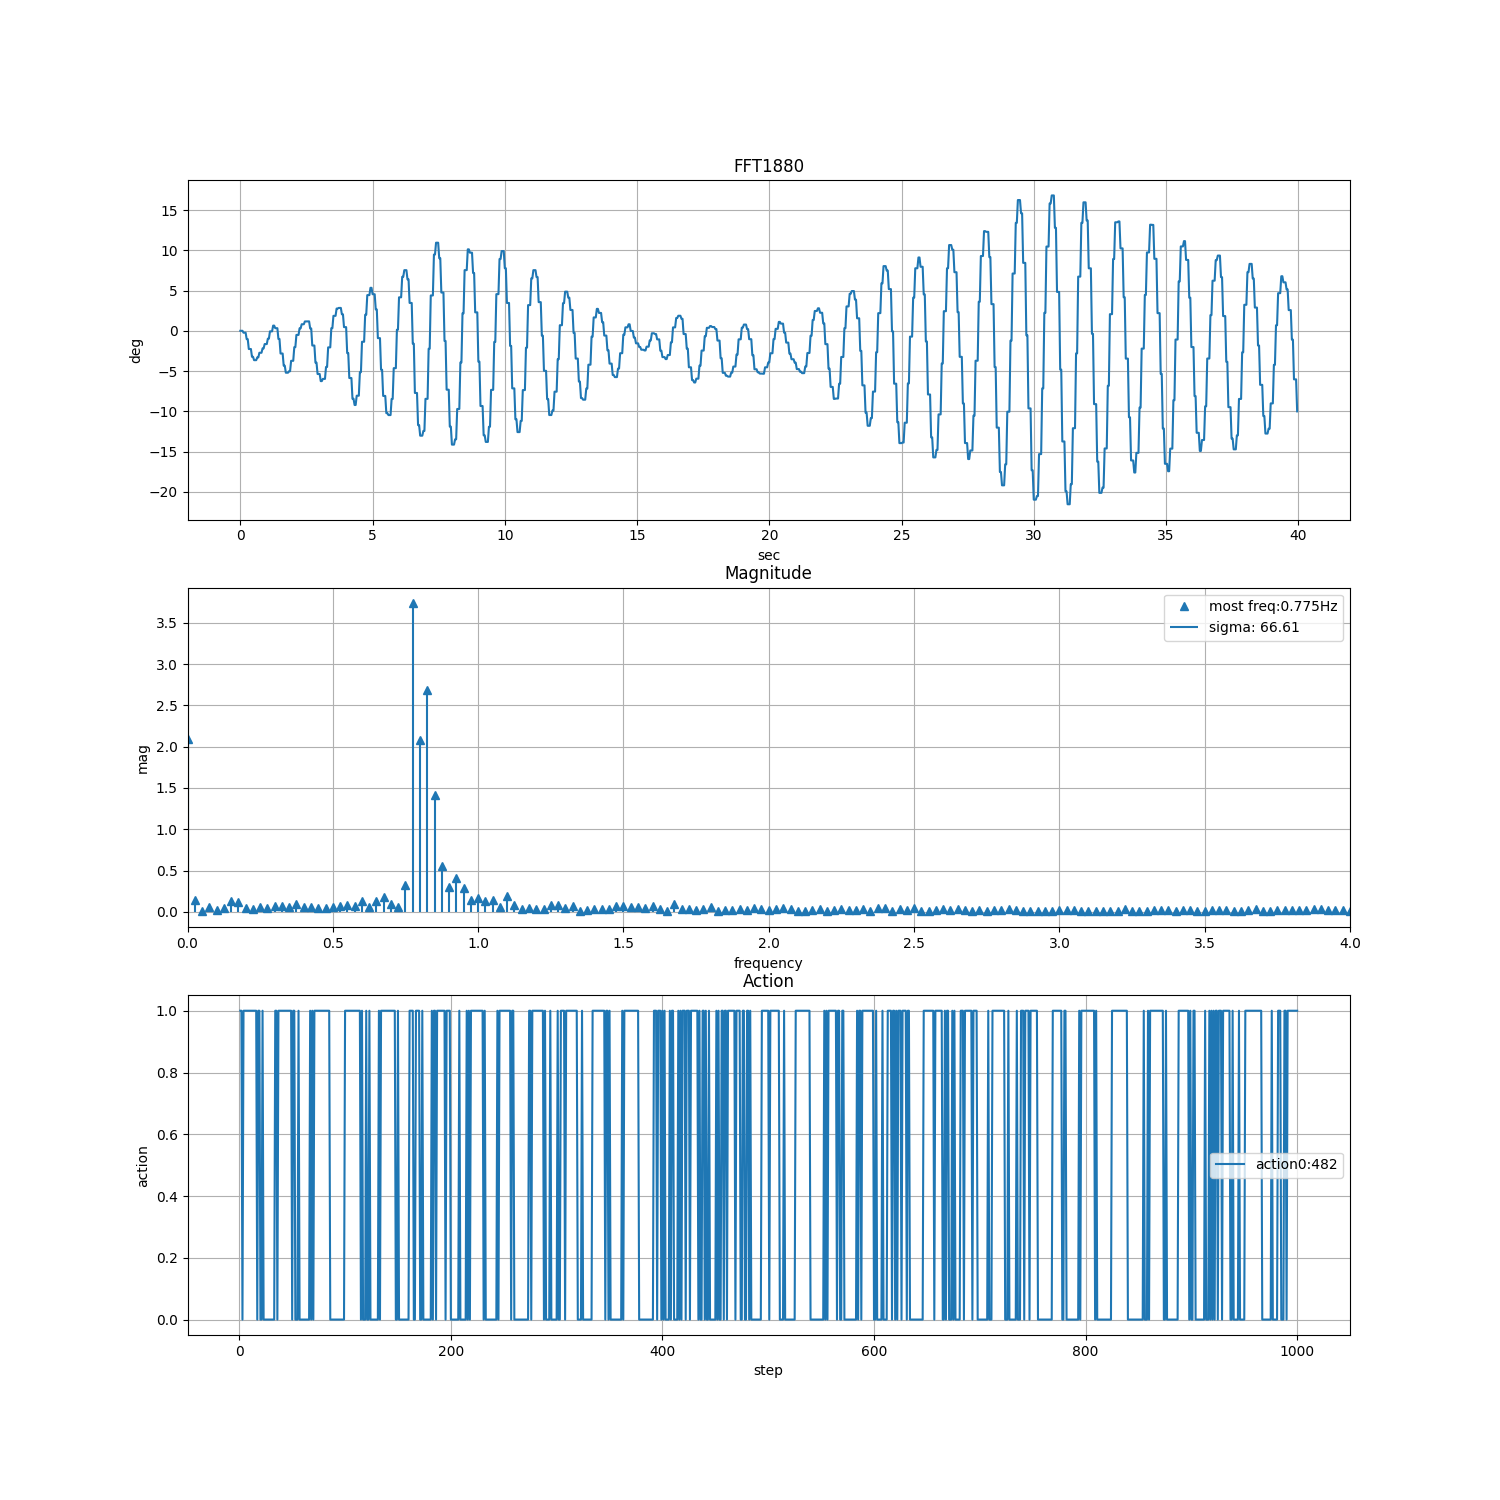 FFT1880
15
10
5
0
−5
−10
−15
−20
deg
0 5 10 15 20 25 30 35 40
sec
Magnitude
most freq:0.775Hz
sigma: 66.61
3.5
3.0
2.5
2.0
1.5
1.0
0.5
0.0
mag
0.0 0.5 1.0 1.5 2.0 2.5 3.0 3.5 4.0
frequency
Action
1.0
0.8
0.6
0.4
0.2
0.0
action
action0:482
0 200 400 600 800 1000
step